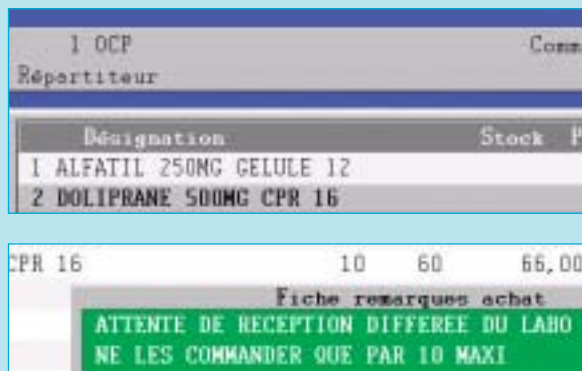 1 OCP Comm
Répartiteur
Désignation Stock P
1 ALFATIL 250MG GELULE 12
2 DOLIPRANE 500MG CPR 16
CPR 16 10 60 66,00
Fiche remarques achat
ATTENTE DE RECEPTION DIFFEREE DU LABO
NE LES COMMANDER QUE PAR 10 MAXI